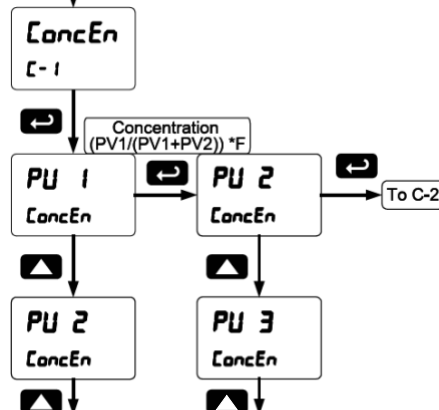 ConcEn
C-1
Concentration
(PV1/(PV1+PV2)) *F
PU 1
ConcEn
PU 2
ConcEn
To C-2
PU 2
ConcEn
PU 3
ConcEn